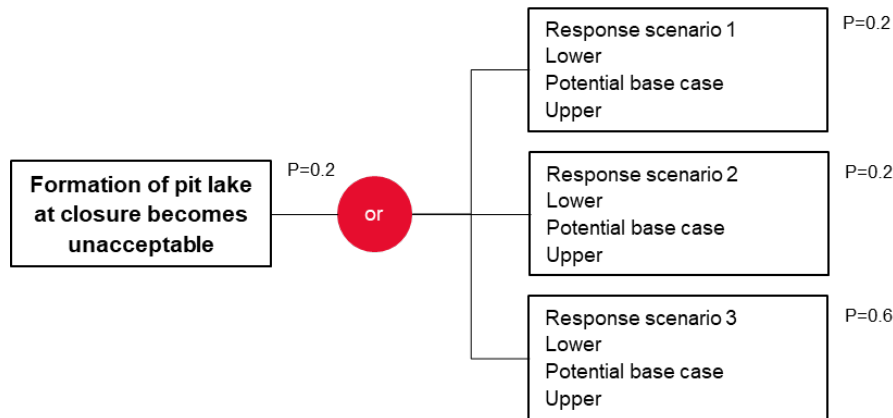 Formation of pit lake
at closure becomes
unacceptable
P=0.2
or
Response scenario 1
Lower
Potential base case
Upper
P=0.2
Response scenario 2
Lower
Potential base case
Upper
P=0.2
Response scenario 3
Lower
Potential base case
Upper
P=0.6